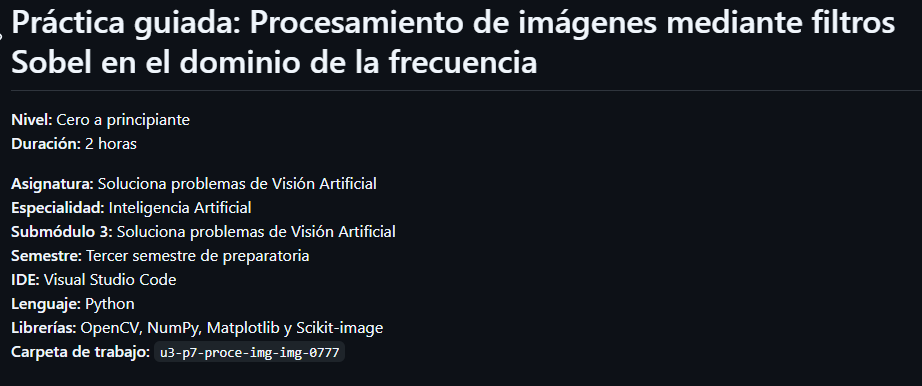 Práctica guiada: Procesamiento de imágenes mediante filtros
Sobel en el dominio de la frecuencia
Nivel: Cero a principiante
Duración: 2 horas
Asignatura: Soluciona problemas de Visión Artificial
Especialidad: Inteligencia Artificial
Submódulo 3: Soluciona problemas de Visión Artificial
Semestre: Tercer semestre de preparatoria
IDE: Visual Studio Code
Lenguaje: Python
Librerías: OpenCV, NumPy, Matplotlib y Scikit-image
Carpeta de trabajo: u3-p7-proce-img-img-0777